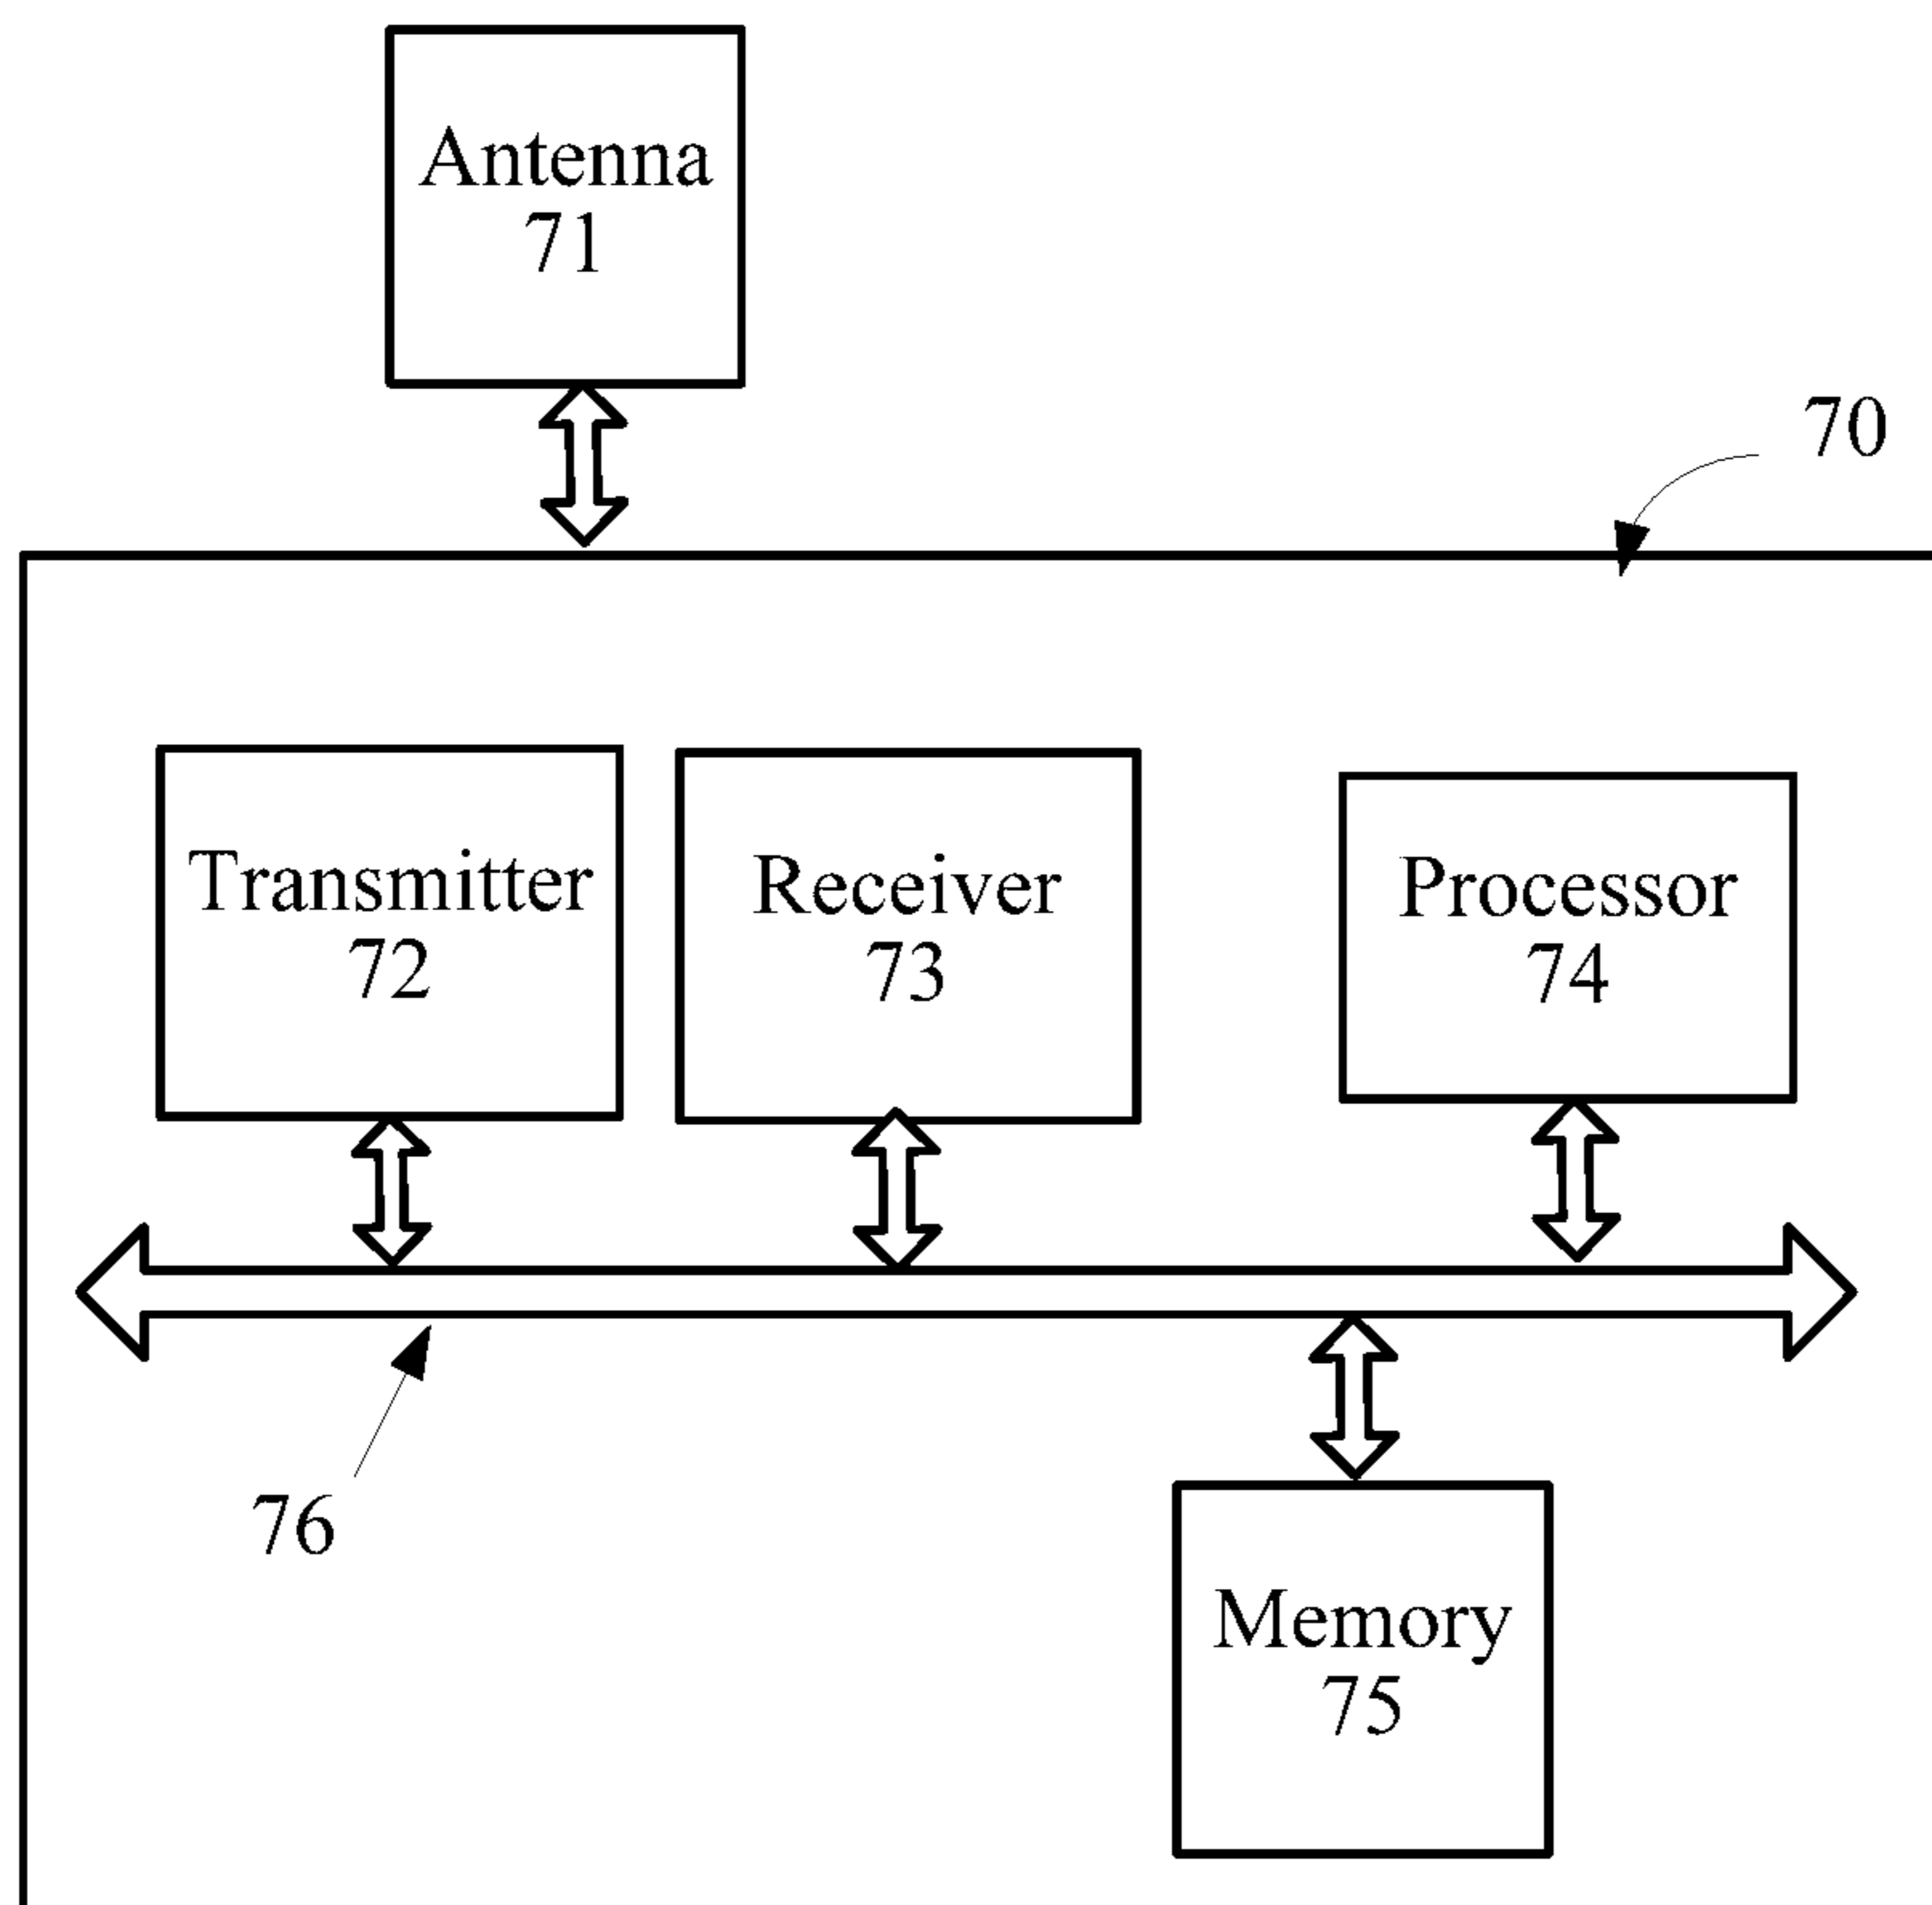 Antenna
71
70
Transmitter
72
Receiver
73
Processor
74
76
Memory
75